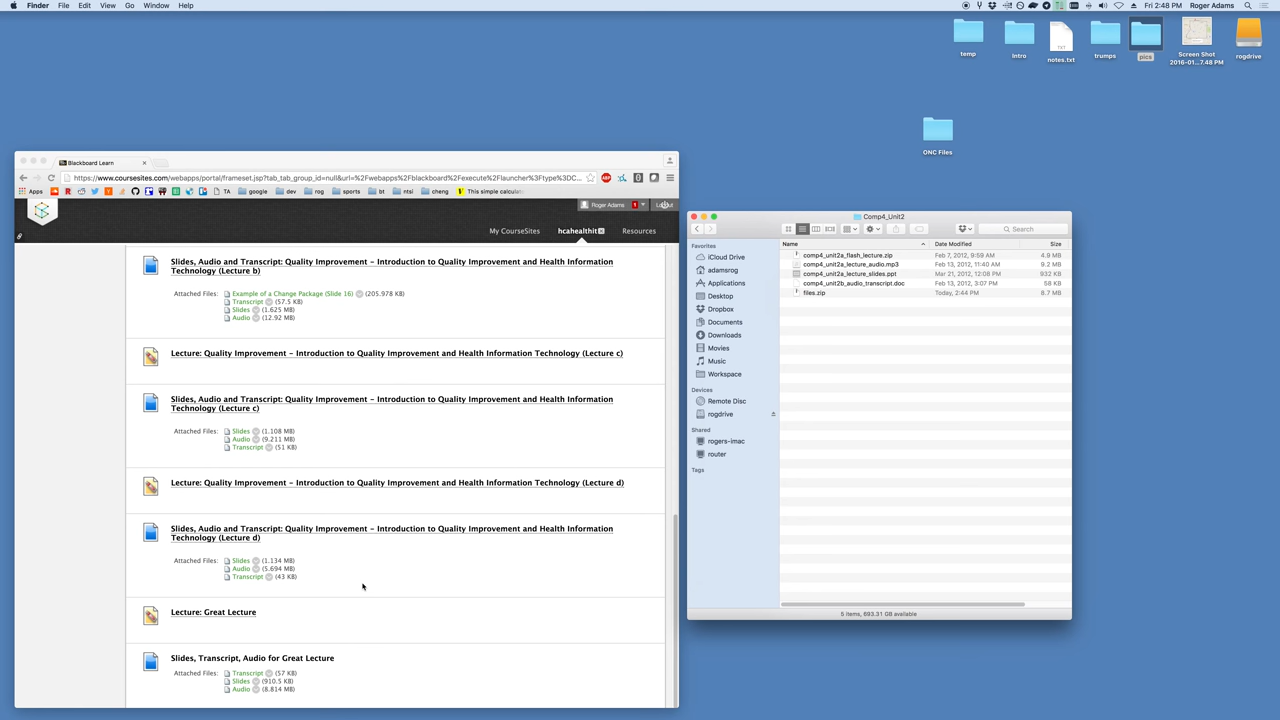 Finder File Edit View Go Window Help
Fri 2:48 PM Roger Adams
temp
Intro
TXT
notes.txt
trumps
pics
Screen Shot
2016-01...7.48 PM
rogdrive
ONC Files
Blackboard Learn
https://www.coursesites.com/webapps/portal/frameset.jsp?tab_tab_group_id=null&url=%2Fwebapps%2Fblackboard%2Fexecute%2Flauncher%3Ftype%3DC...
Apps TA google dev rog sports bt ntsi cheng This simple calculat
Roger Adams 1
My CourseSites hcahealthit Resources
Slides, Audio and Transcript: Quality Improvement - Introduction to Quality Improvement and Health Information
Technology (Lecture b)
Attached Files: Example of a Change Package (Slide 16) (205.978 KB)
Transcript (57.5 KB)
Slides (1.625 MB)
Audio (12.92 MB)
Lecture: Quality Improvement - Introduction to Quality Improvement and Health Information Technology (Lecture c)
Slides, Audio and Transcript: Quality Improvement - Introduction to Quality Improvement and Health Information
Technology (Lecture c)
Attached Files: Slides (1.108 MB)
Audio (9.211 MB)
Transcript (51 KB)
Lecture: Quality Improvement - Introduction to Quality Improvement and Health Information Technology (Lecture d)
Slides, Audio and Transcript: Quality Improvement - Introduction to Quality Improvement and Health Information
Technology (Lecture d)
Attached Files: Slides (1.134 MB)
Audio (5.694 MB)
Transcript (43 KB)
Lecture: Great Lecture
Slides, Transcript, Audio for Great Lecture
Attached Files: Transcript (57 KB)
Slides (910.5 KB)
Audio (8.814 MB)
Comp4_Unit2
Search
Favorites
iCloud Drive
adamsrog
Applications
Desktop
Dropbox
Documents
Downloads
Movies
Music
Workspace
Devices
Remote Disc
rogdrive
Shared
rogers-imac
router
Tags
Name Date Modified Size
comp4_unit2a_flash_lecture.zip Feb 7, 2012, 9:59 AM 4.9 MB
comp4_unit2a_lecture_audio.mp3 Feb 13, 2012, 11:40 AM 9.2 MB
comp4_unit2a_lecture_slides.ppt Mar 21, 2012, 12:08 PM 932 KB
comp4_unit2b_audio_transcript.doc Feb 13, 2012, 3:07 PM 58 KB
files.zip Today, 2:44 PM 8.7 MB
5 items, 693.31 GB available